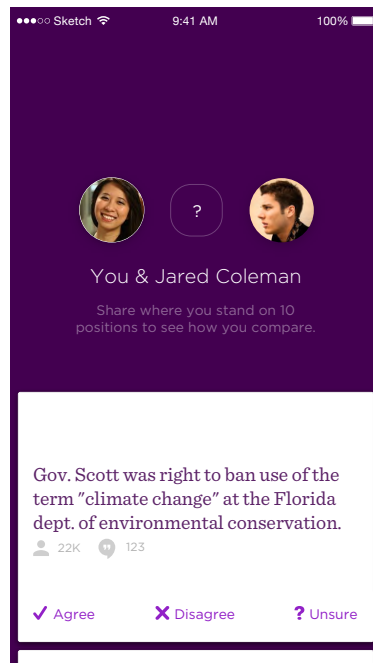 Sketch 9:41 AM 100%
?
You & Jared Coleman
Share where you stand on 10
positions to see how you compare.
Gov. Scott was right to ban use of the
term "climate change" at the Florida
dept. of environmental conservation.
22K 123
Agree Disagree ? Unsure